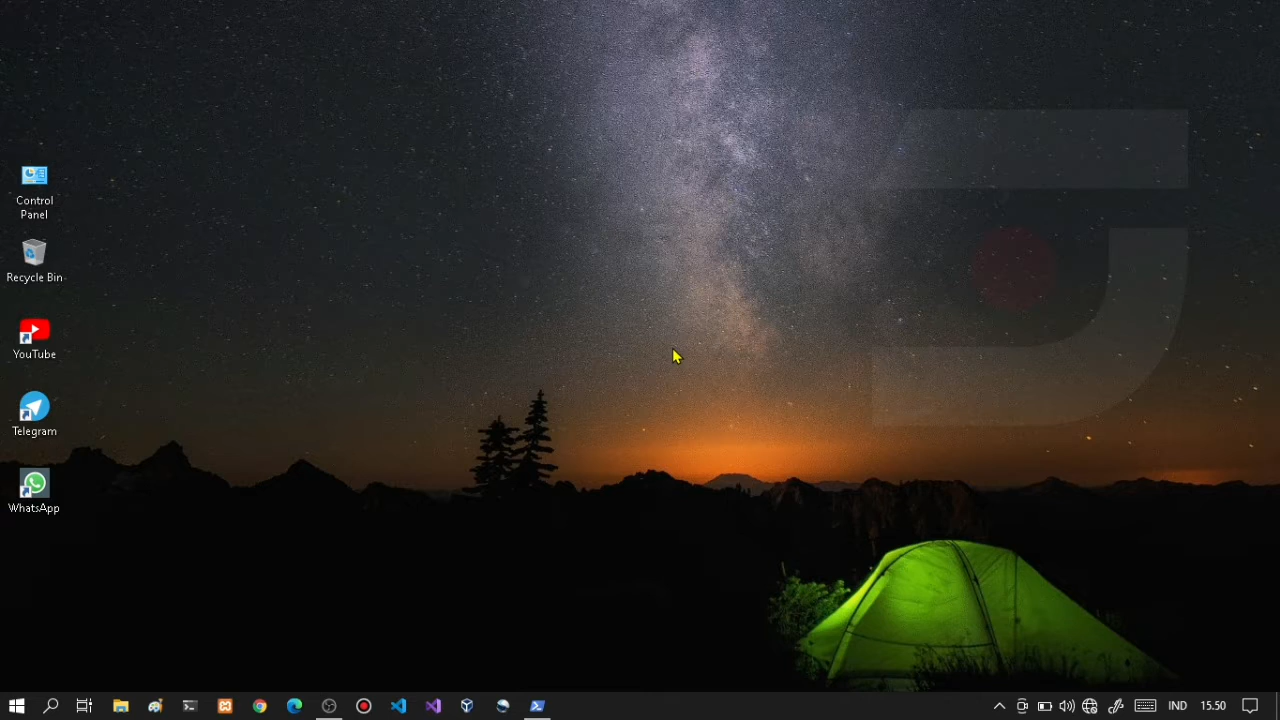 Control
Panel
Recycle Bin
YouTube
Telegram
WhatsApp
IND
15.50